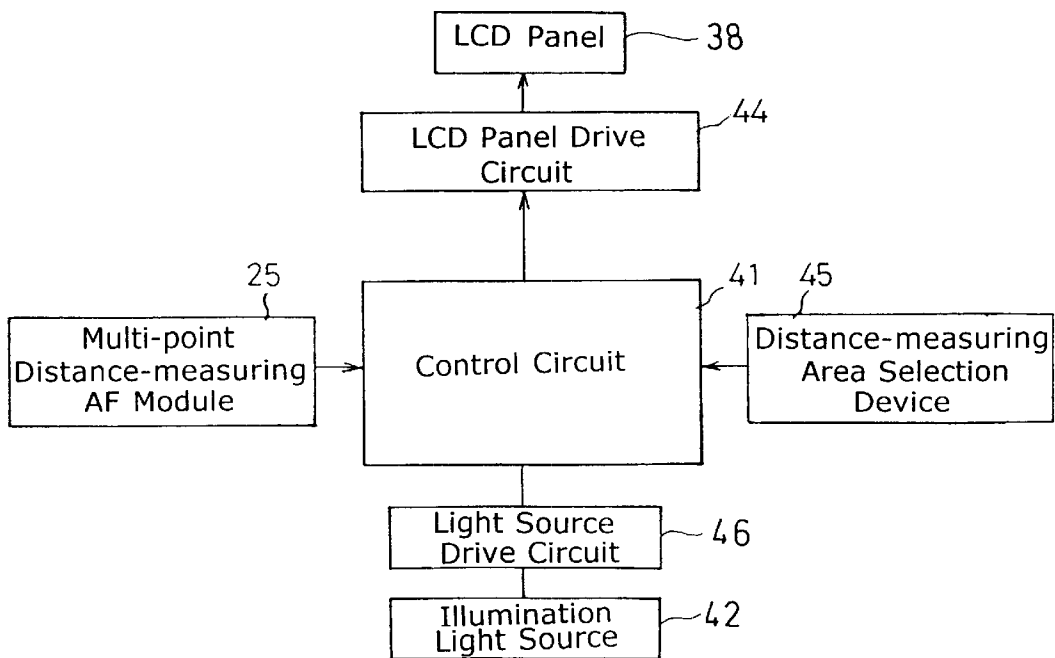 LCD Panel
38
LCD Panel Drive
Circuit
44
25
Multi-point
Distance-measuring
AF Module
Control Circuit
41
45
Distance-measuring
Area Selection
Device
Light Source
Drive Circuit
46
Illumination
Light Source
42